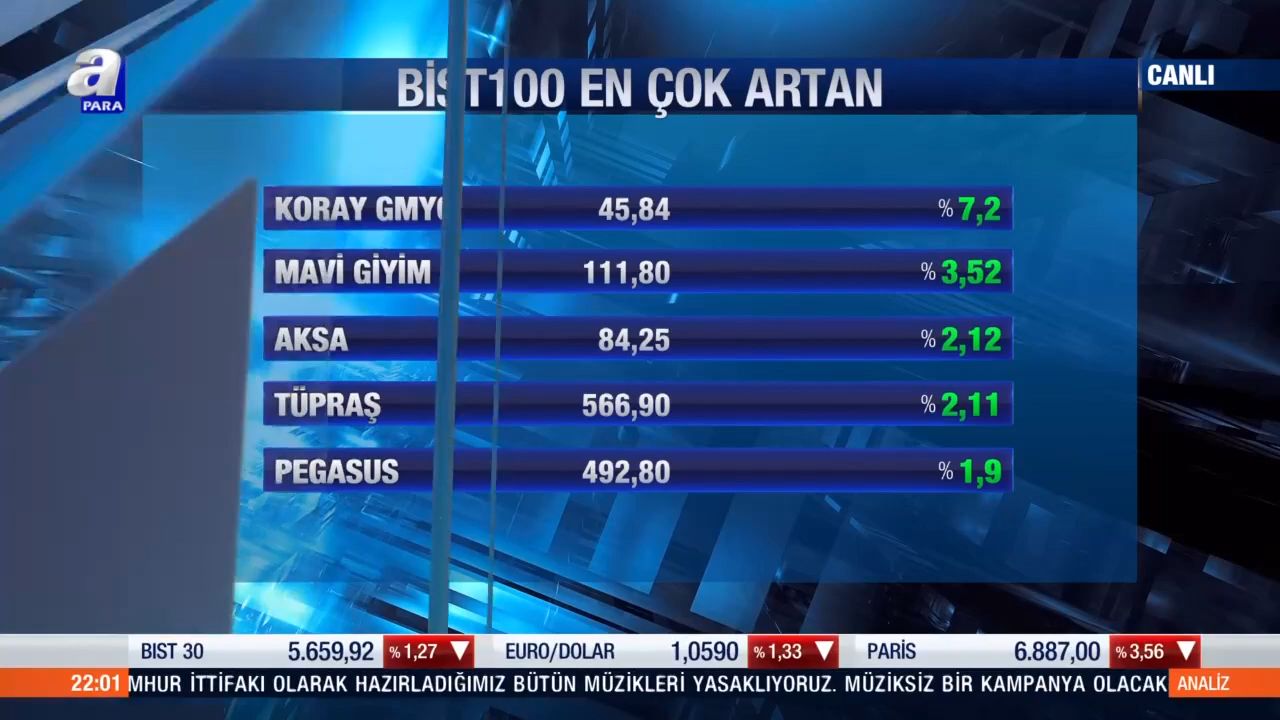 a
PARA
BİST100 EN ÇOK ARTAN
CANLI
KORAY GMYO 45,84 % 7,2
MAVİ GİYİM 111,80 % 3,52
AKSA 84,25 % 2,12
TÜPRAŞ 566,90 % 2,11
PEGASUS 492,80 % 1,9
BIST 30 5.659,92 % 1,27 EURO/DOLAR 1,0590 % 1,33 PARİS 6.887,00 % 3,56
22:01 MHUR İTTİFAKI OLARAK HAZIRLADIĞIMIZ BÜTÜN MÜZİKLERİ YASAKLIYORUZ. MÜZİKSİZ BİR KAMPANYA OLACAK ANALİZ